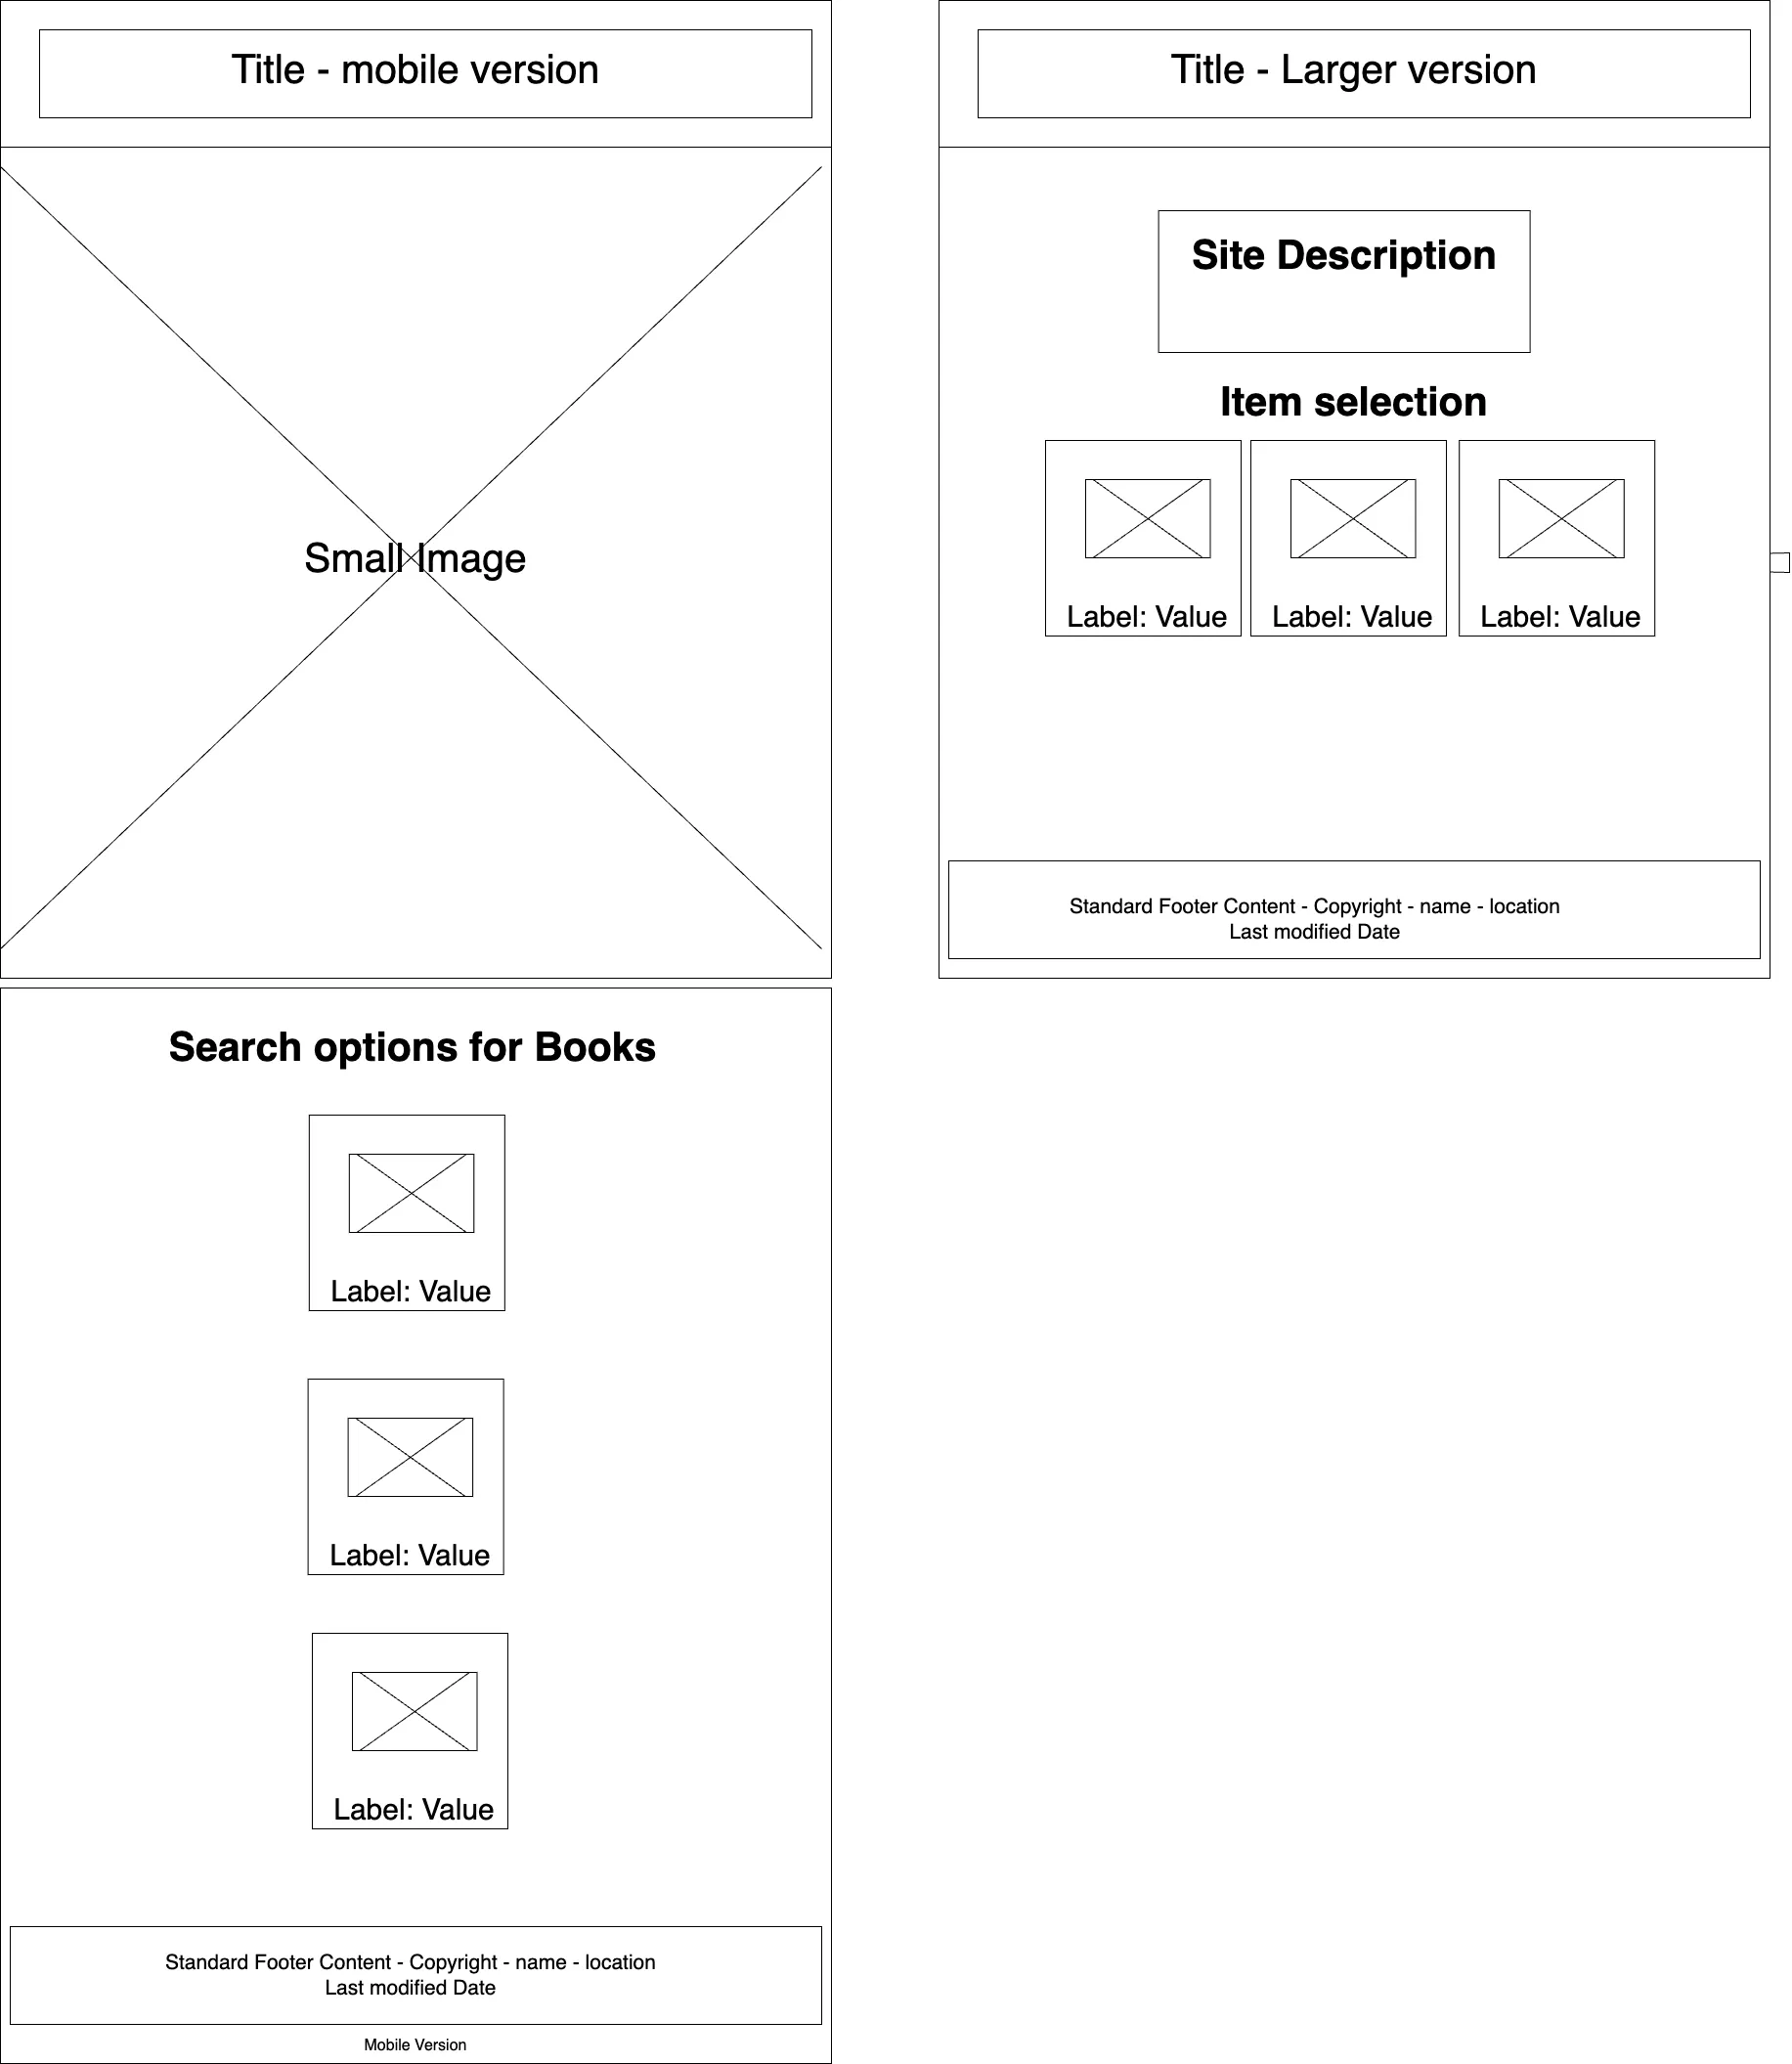 Title - mobile version
Small Image
Search options for Books
Label: Value
Label: Value
Label: Value
Standard Footer Content - Copyright - name - location
Last modified Date
Mobile Version
Title - Larger version
Site Description
Item selection
Label: Value
Label: Value
Label: Value
Standard Footer Content - Copyright - name - location
Last modified Date